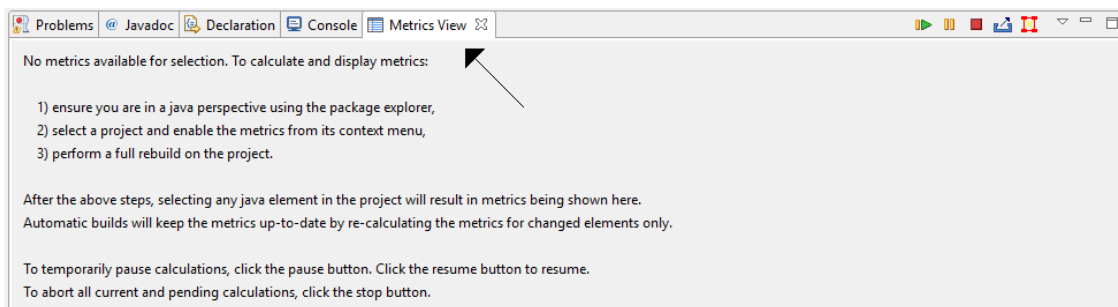 Problems @ Javadoc Declaration Console Metrics View
No metrics available for selection. To calculate and display metrics:
1) ensure you are in a java perspective using the package explorer,
2) select a project and enable the metrics from its context menu,
3) perform a full rebuild on the project.
After the above steps, selecting any java element in the project will result in metrics being shown here.
Automatic builds will keep the metrics up-to-date by re-calculating the metrics for changed elements only.
To temporarily pause calculations, click the pause button. Click the resume button to resume.
To abort all current and pending calculations, click the stop button.